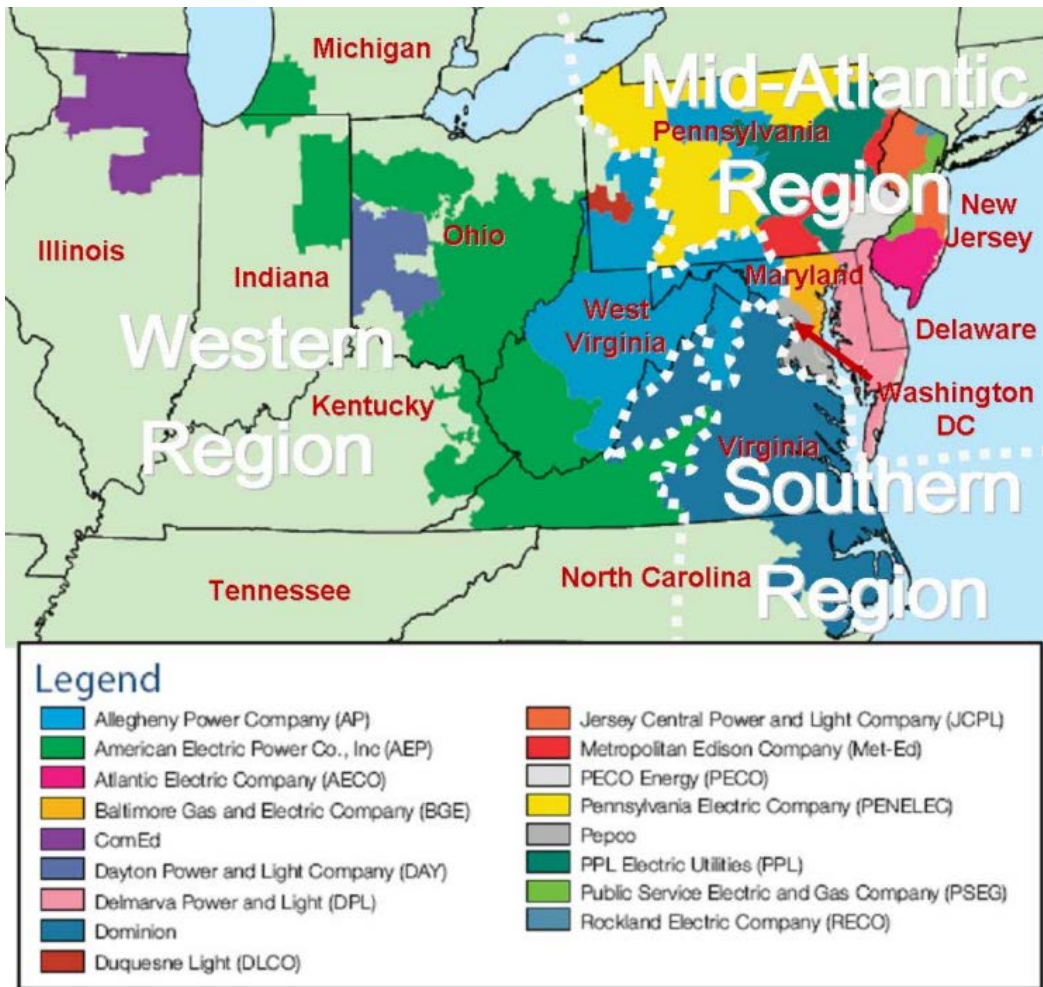 Michigan
Mid-Atlantic
Pennsylvania
Region
New
Jersey
Illinois
Indiana
Ohio
Maryland
West
Virginia
Delaware
Western
Kentucky
Region
Washington
DC
Virginia
Southern
Tennessee
North Carolina
Region
Legend
Allegheny Power Company (AP)
American Electric Power Co., Inc (AEP)
Atlantic Electric Company (AECO)
Baltimore Gas and Electric Company (BGE)
ComEd
Dayton Power and Light Company (DAY)
Delmarva Power and Light (DPL)
Dominion
Duquesne Light (DLCO)
Jersey Central Power and Light Company (JCPL)
Metropolitan Edison Company (Met-Ed)
PECO Energy (PECO)
Pennsylvania Electric Company (PENELEC)
Pepco
PPL Electric Utilities (PPL)
Public Service Electric and Gas Company (PSEG)
Rockland Electric Company (RECO)